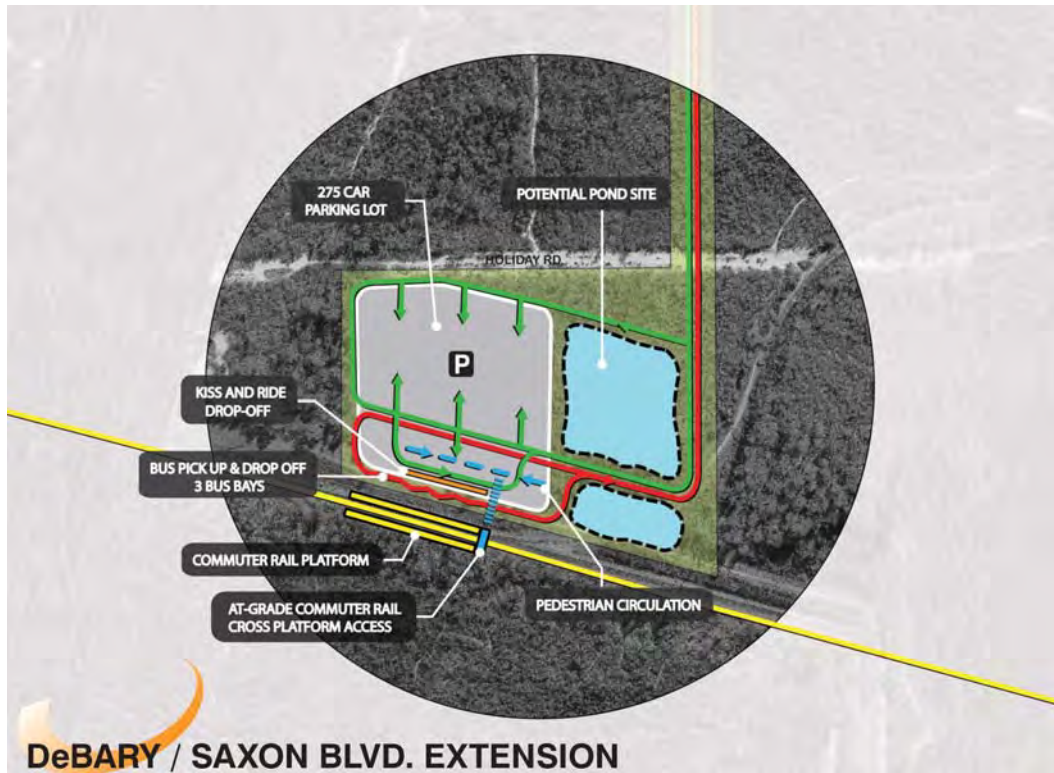 275 CAR
PARKING LOT
POTENTIAL POND SITE
HOLIDAY RD.
P
KISS AND RIDE
DROP-OFF
BUS PICK UP & DROP OFF
3 BUS BAYS
COMMUTER RAIL PLATFORM
AT-GRADE COMMUTER RAIL
CROSS PLATFORM ACCESS
PEDESTRIAN CIRCULATION
DeBARY / SAXON BLVD. EXTENSION